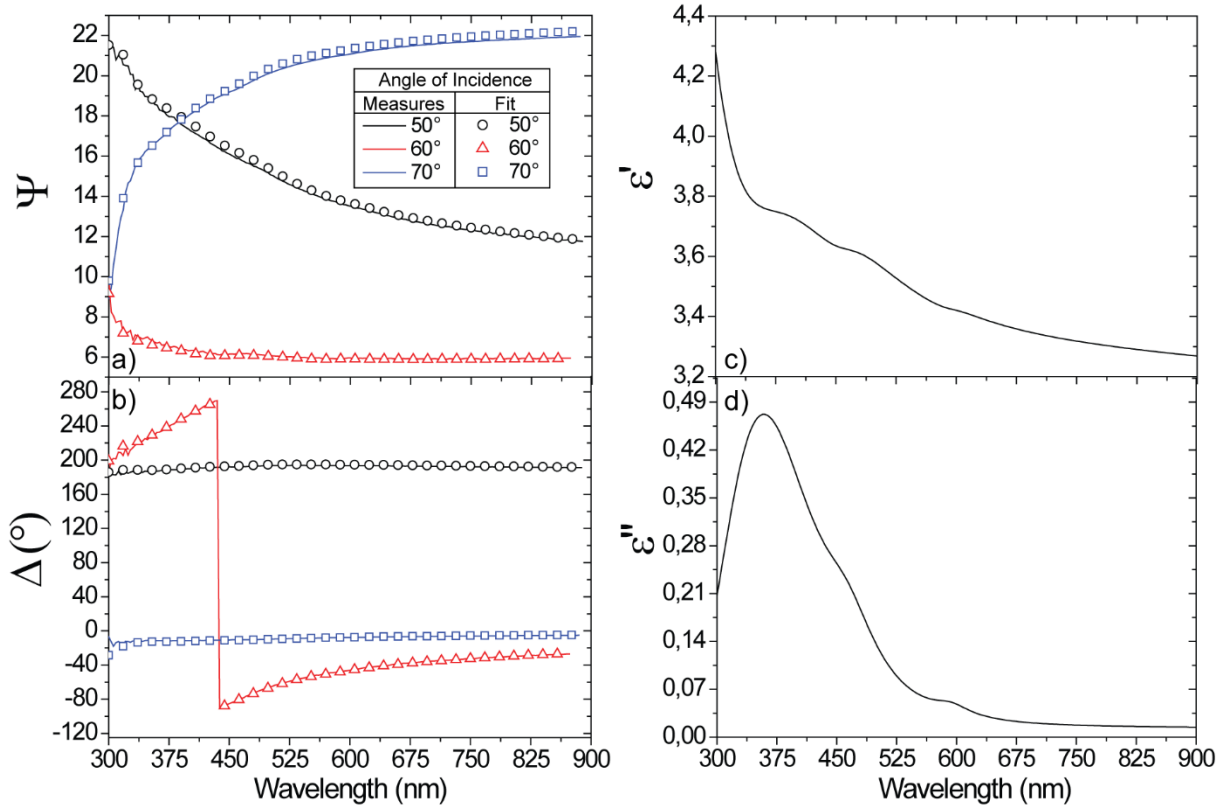 a)
Ψ
22
20
18
16
14
12
10
8
6
Angle of Incidence
Measures Fit
50° 50°
60° 60°
70° 70°
b)
Δ (°)
280
240
200
160
120
80
40
0
-40
-80
-120
300 375 450 525 600 675 750 825 900
Wavelength (nm)
c)
ε'
4,4
4,2
4,0
3,8
3,6
3,4
3,2
d)
ε"
0,49
0,42
0,35
0,28
0,21
0,14
0,07
0,00
300 375 450 525 600 675 750 825 900
Wavelength (nm)